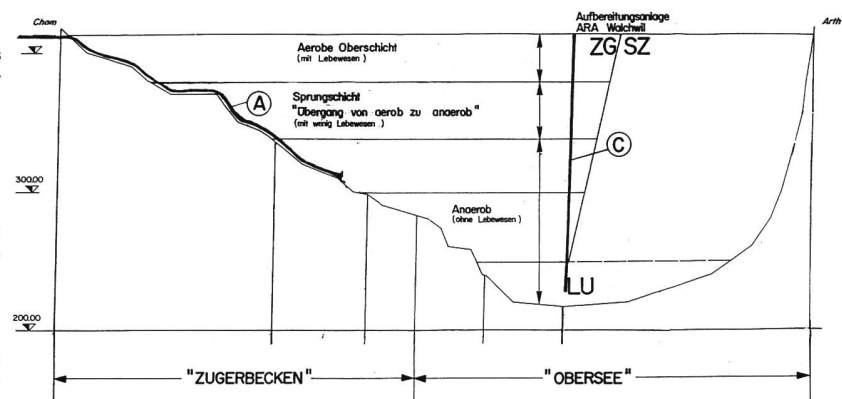 Cham
Aufbereitungsanlage
ARA Walchwil
Arth
ZG SZ
Aerobe Oberschicht
(mit Lebewesen)
Sprungschicht
"Übergang von aerob zu anaerob"
(mit wenig Lebewesen)
A
C
300.00
Anaerob
(ohne Lebewesen)
LU
200.00
"ZUGERBECKEN"
"OBERSEE"